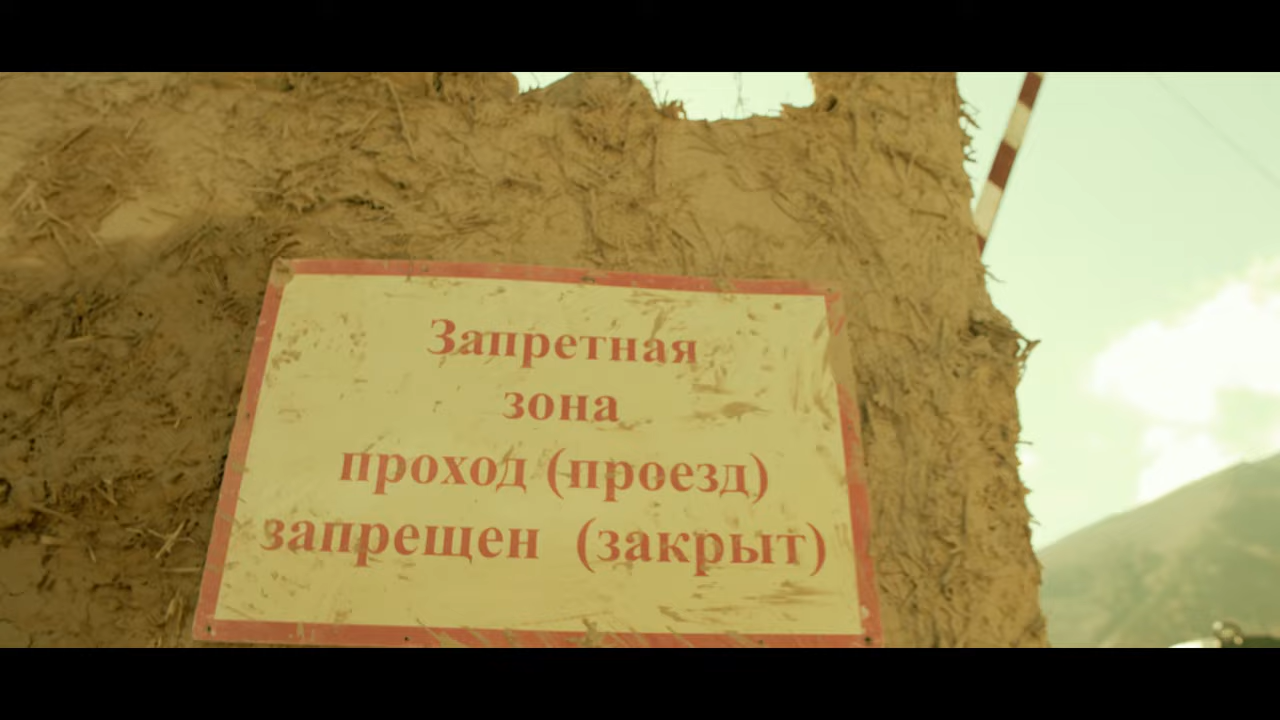 Запретная
зона
проход (проезд)
запрещен (закрыт)